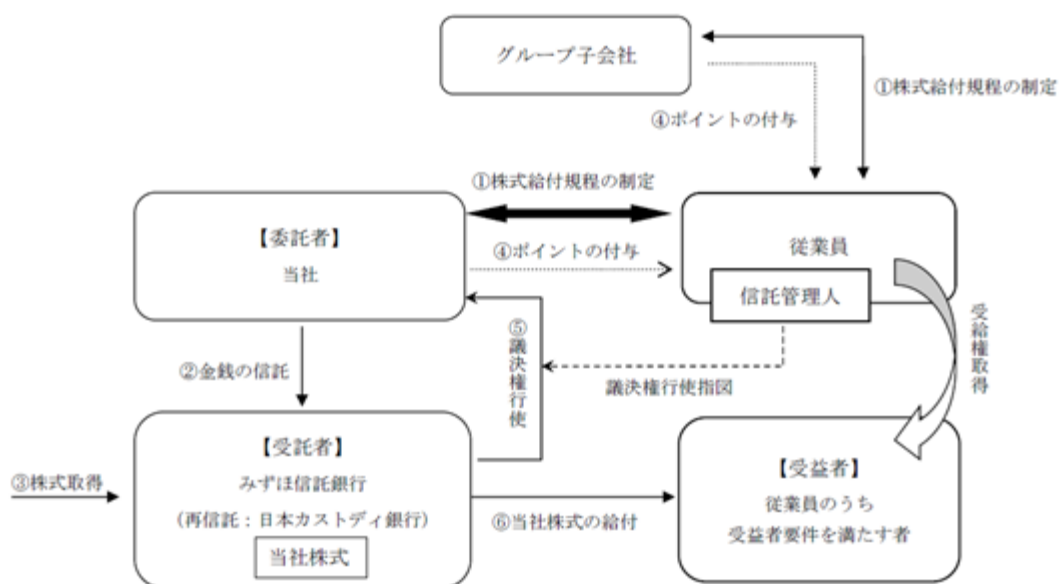 グループ子会社
①株式給付規程の制定
④ポイントの付与
①株式給付規程の制定
【委託者】
当社
④ポイントの付与
従業員
信託管理人
受給権取得
②金銭の信託
⑤議決権行使
議決権行使指図
【受託者】
みずほ信託銀行
(再信託：日本カストディ銀行)
当社株式
③株式取得
⑥当社株式の給付
【受益者】
従業員のうち
受益者要件を満たす者